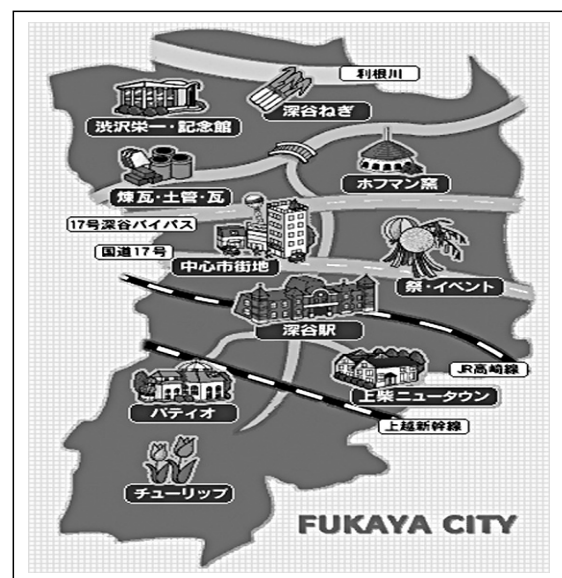 利根川
深谷ねぎ
渋沢栄一・記念館
ホフマン窯
煉瓦・土管・瓦
17号深谷バイパス
国道17号
中心市街地
祭・イベント
深谷駅
JR高崎線
上柴ニュータウン
パティオ
上越新幹線
チューリップ
FUKAYA CITY